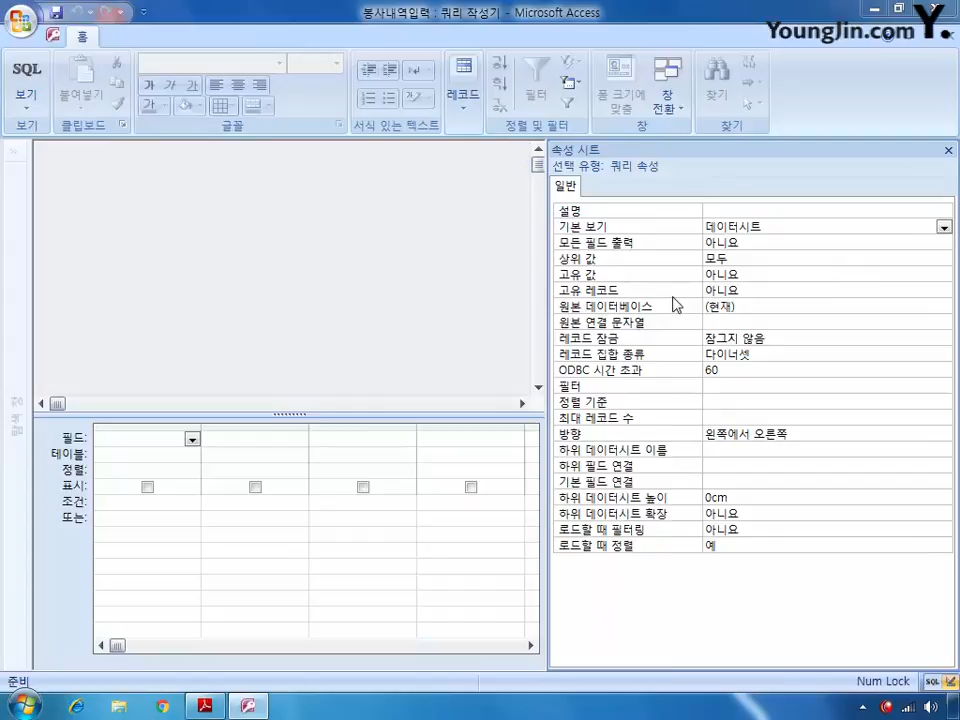 봉사내역입력 : 쿼리 작성기 - Microsoft Access
YoungJin.com Y.
홈
SQL
보기
보기
붙여넣기
클립보드
가 가 가
가
글꼴
서식 있는 텍스트
레코드
필터
정렬 및 필터
폼 크기에
맞춤
창
전환
창
찾기
찾기
속성 시트
선택 유형: 쿼리 속성
일반
설명
기본 보기 데이터시트
모든 필드 출력 아니요
상위 값 모두
고유 값 아니요
고유 레코드 아니요
원본 데이터베이스 (현재)
원본 연결 문자열
레코드 잠금 잠그지 않음
레코드 집합 종류 다이너셋
ODBC 시간 초과 60
필터
정렬 기준
최대 레코드 수
방향 왼쪽에서 오른쪽
하위 데이터시트 이름
하위 필드 연결
기본 필드 연결
하위 데이터시트 높이 0cm
하위 데이터시트 확장 아니요
로드할 때 필터링 아니요
로드할 때 정렬 예
필드:
테이블:
정렬:
표시:
조건:
또는:
준비
Num Lock
SQL